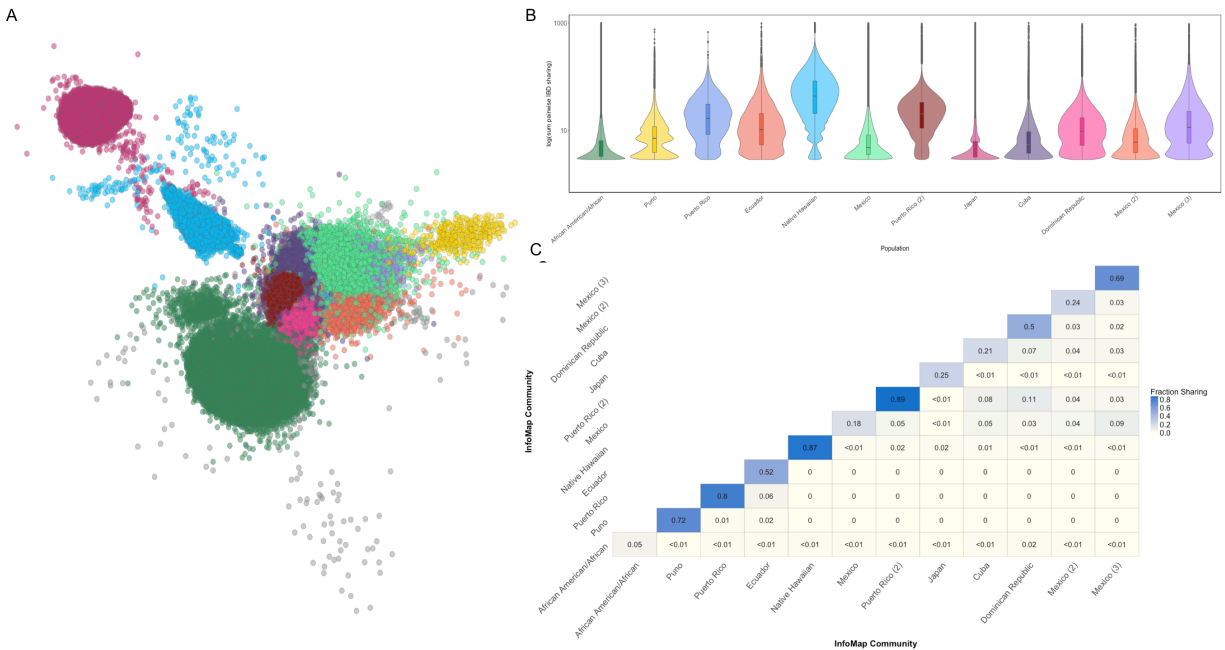 A
B
1000
10
log(sum pairwise IBD sharing)
African American/African
Puno
Puerto Rico
Ecuador
Native Hawaiian
Mexico
Puerto Rico (2)
Japan
Cuba
Dominican Republic
Mexico (2)
Mexico (3)
Population
C
InfoMap Community
Mexico (3) 0.69
Mexico (2) 0.24 0.03
Dominican Republic 0.5 0.03 0.02
Cuba 0.21 0.07 0.04 0.03
Japan 0.25 <0.01 <0.01 <0.01 <0.01
Puerto Rico (2) 0.89 <0.01 0.08 0.11 0.04 0.03
Mexico 0.18 0.05 <0.01 0.05 0.03 0.04 0.09
Native Hawaiian 0.87 <0.01 0.02 0.02 <0.01 <0.01 <0.01 <0.01
Ecuador 0.52 0 0 0 0 0 0 0 0
Puerto Rico 0.8 0.06 0 0 0 0 0 0 0 0
Puno 0.72 0.01 0.02 0 0 0 0 0 0 0 0
African American/African 0.05 <0.01 <0.01 <0.01 <0.01 <0.01 <0.01 <0.01 <0.01 0.02 <0.01 <0.01
African American/African
Puno
Puerto Rico
Ecuador
Native Hawaiian
Mexico
Puerto Rico (2)
Japan
Cuba
Dominican Republic
Mexico (2)
Mexico (3)
InfoMap Community
Fraction Sharing
0.8
0.6
0.4
0.2
0.0